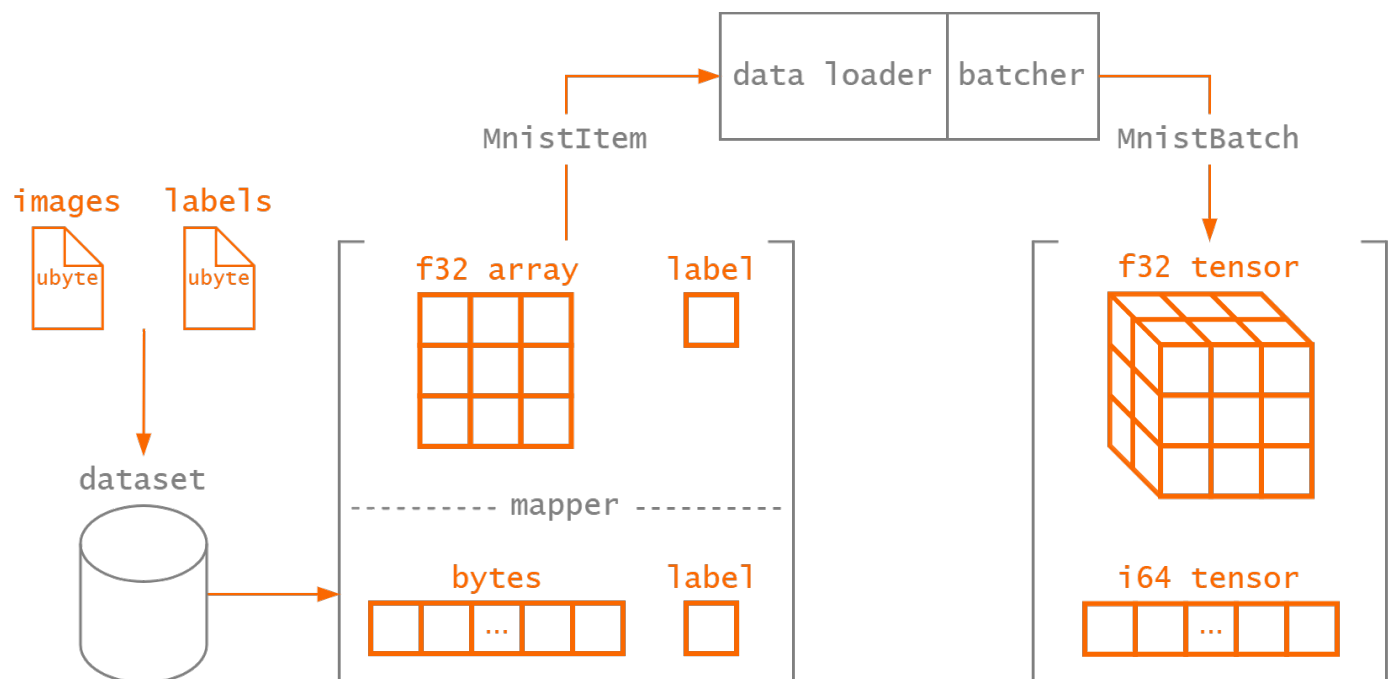 data loader
batcher
MnistItem
MnistBatch
images
labels
ubyte
ubyte
f32 array
label
f32 tensor
dataset
---------- mapper ----------
bytes
label
i64 tensor
...
...